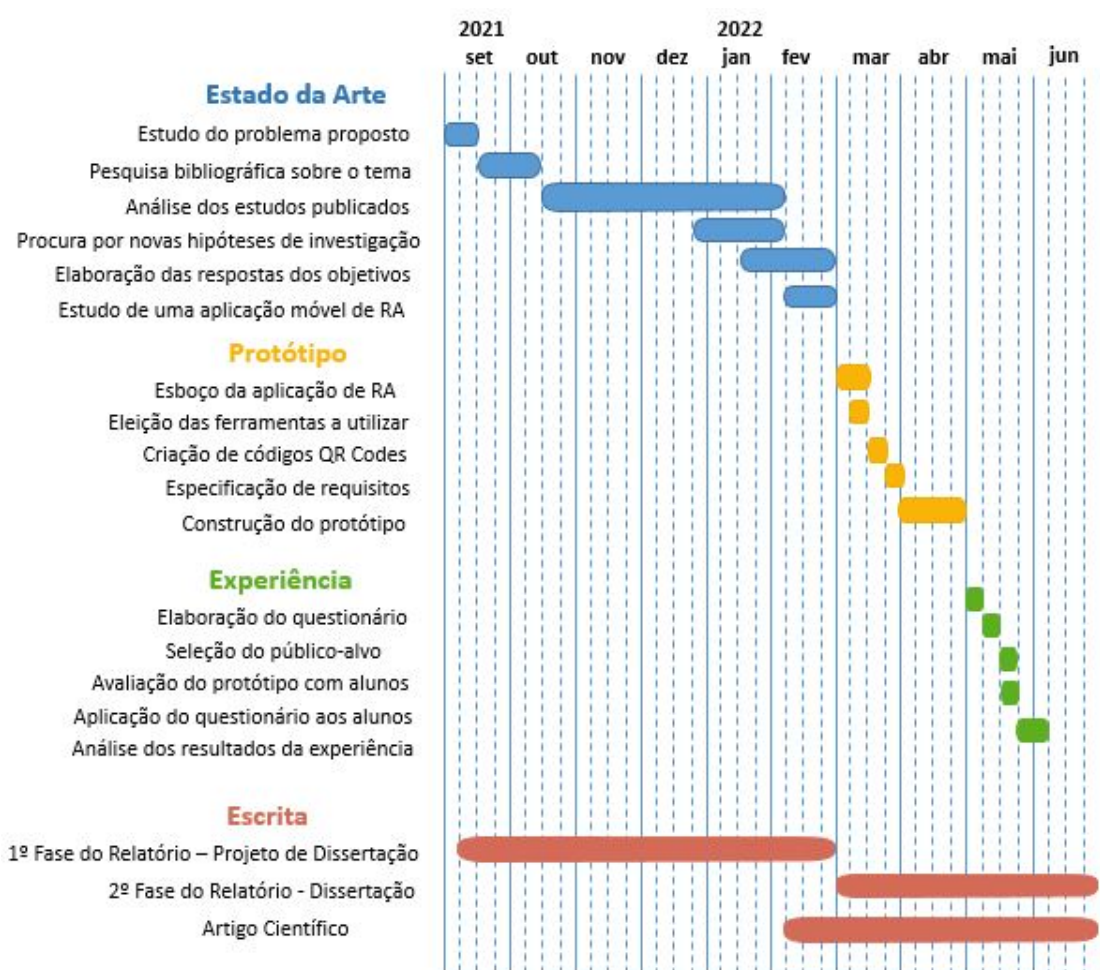 2021 2022
set out nov dez jan fev mar abr mai jun
Estado da Arte
Estudo do problema proposto
Pesquisa bibliográfica sobre o tema
Análise dos estudos publicados
Procura por novas hipóteses de investigação
Elaboração das respostas dos objetivos
Estudo de uma aplicação móvel de RA
Protótipo
Esboço da aplicação de RA
Eleição das ferramentas a utilizar
Criação de códigos QR Codes
Especificação de requisitos
Construção do protótipo
Experiência
Elaboração do questionário
Seleção do público-alvo
Avaliação do protótipo com alunos
Aplicação do questionário aos alunos
Análise dos resultados da experiência
Escrita
1º Fase do Relatório – Projeto de Dissertação
2º Fase do Relatório - Dissertação
Artigo Científico